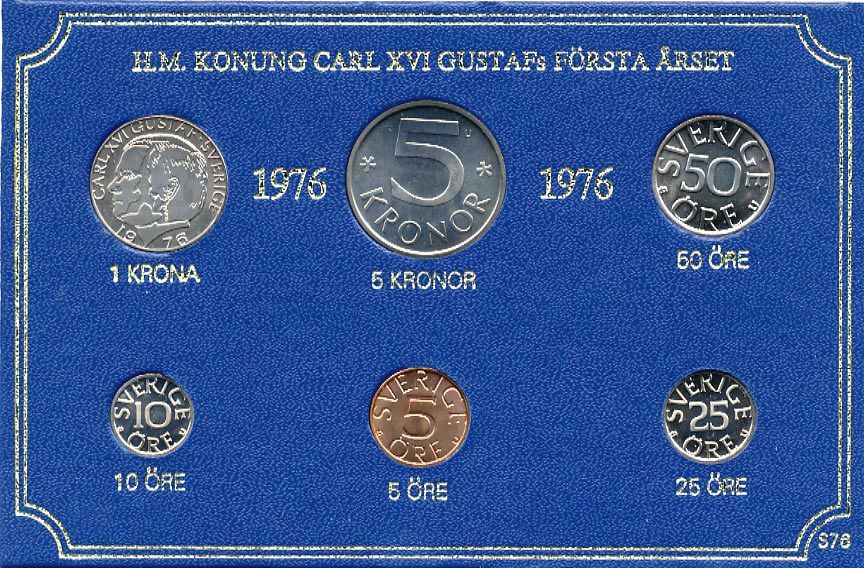 H.M. KONUNG CARL XVI GUSTAFs FÖRSTA ÅRSET
CARL XVI GUSTAF SVERIGE
1976
1976
5
KRONOR
1976
SVERIGE
50
ÖRE
1 KRONA
5 KRONOR
50 ÖRE
SVERIGE
10
ÖRE
SVERIGE
5
ÖRE
SVERIGE
25
ÖRE
10 ÖRE
5 ÖRE
25 ÖRE
S76